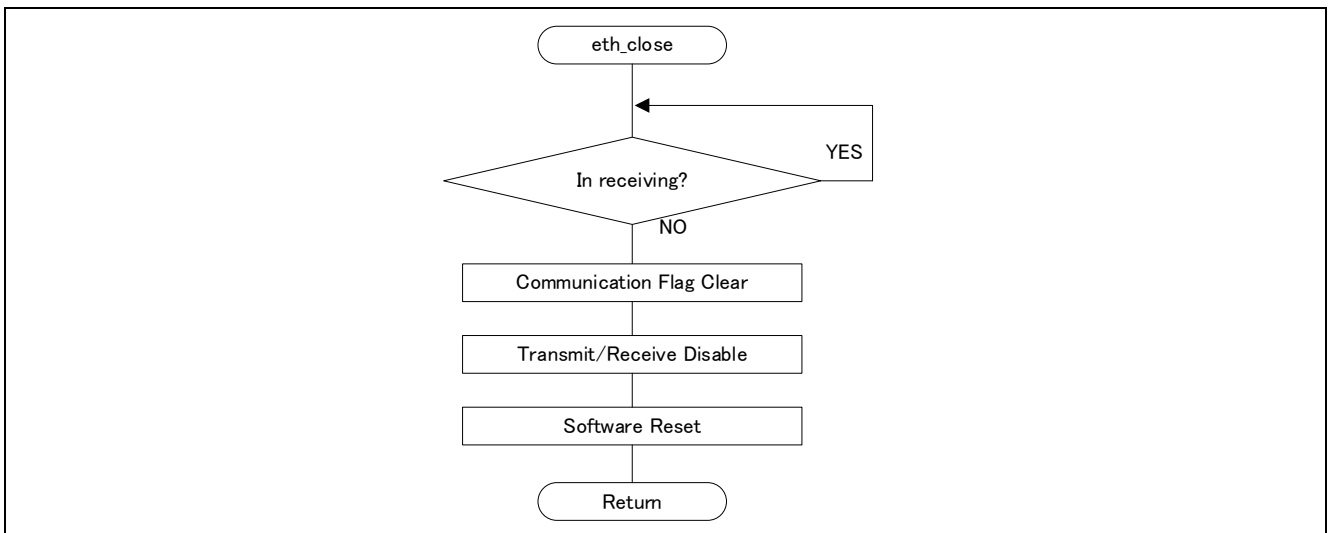 eth_close
YES
In receiving?
NO
Communication Flag Clear
Transmit/Receive Disable
Software Reset
Return